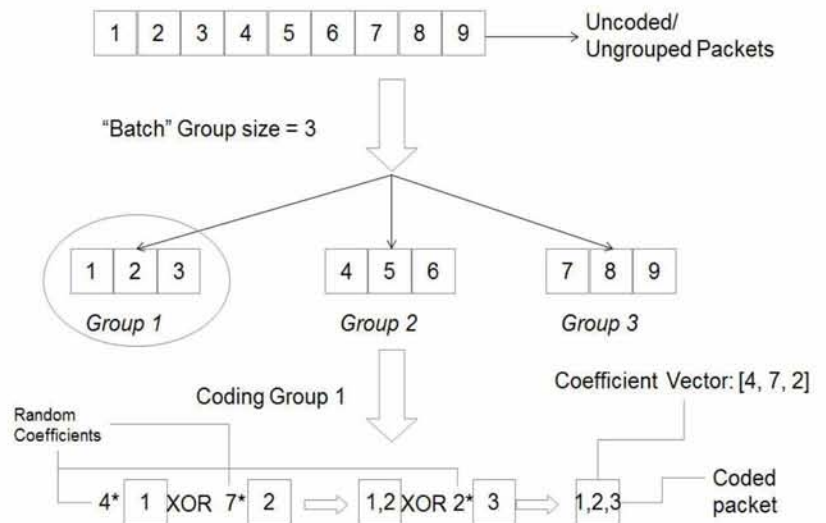 1 2 3 4 5 6 7 8 9
Uncoded/
Ungrouped Packets
“Batch” Group size = 3
1 2 3
4 5 6
7 8 9
Group 1
Group 2
Group 3
Coding Group 1
Coefficient Vector: [4, 7, 2]
Random
Coefficients
4* 1 XOR 7* 2
1,2 XOR 2* 3
1,2,3
Coded
packet